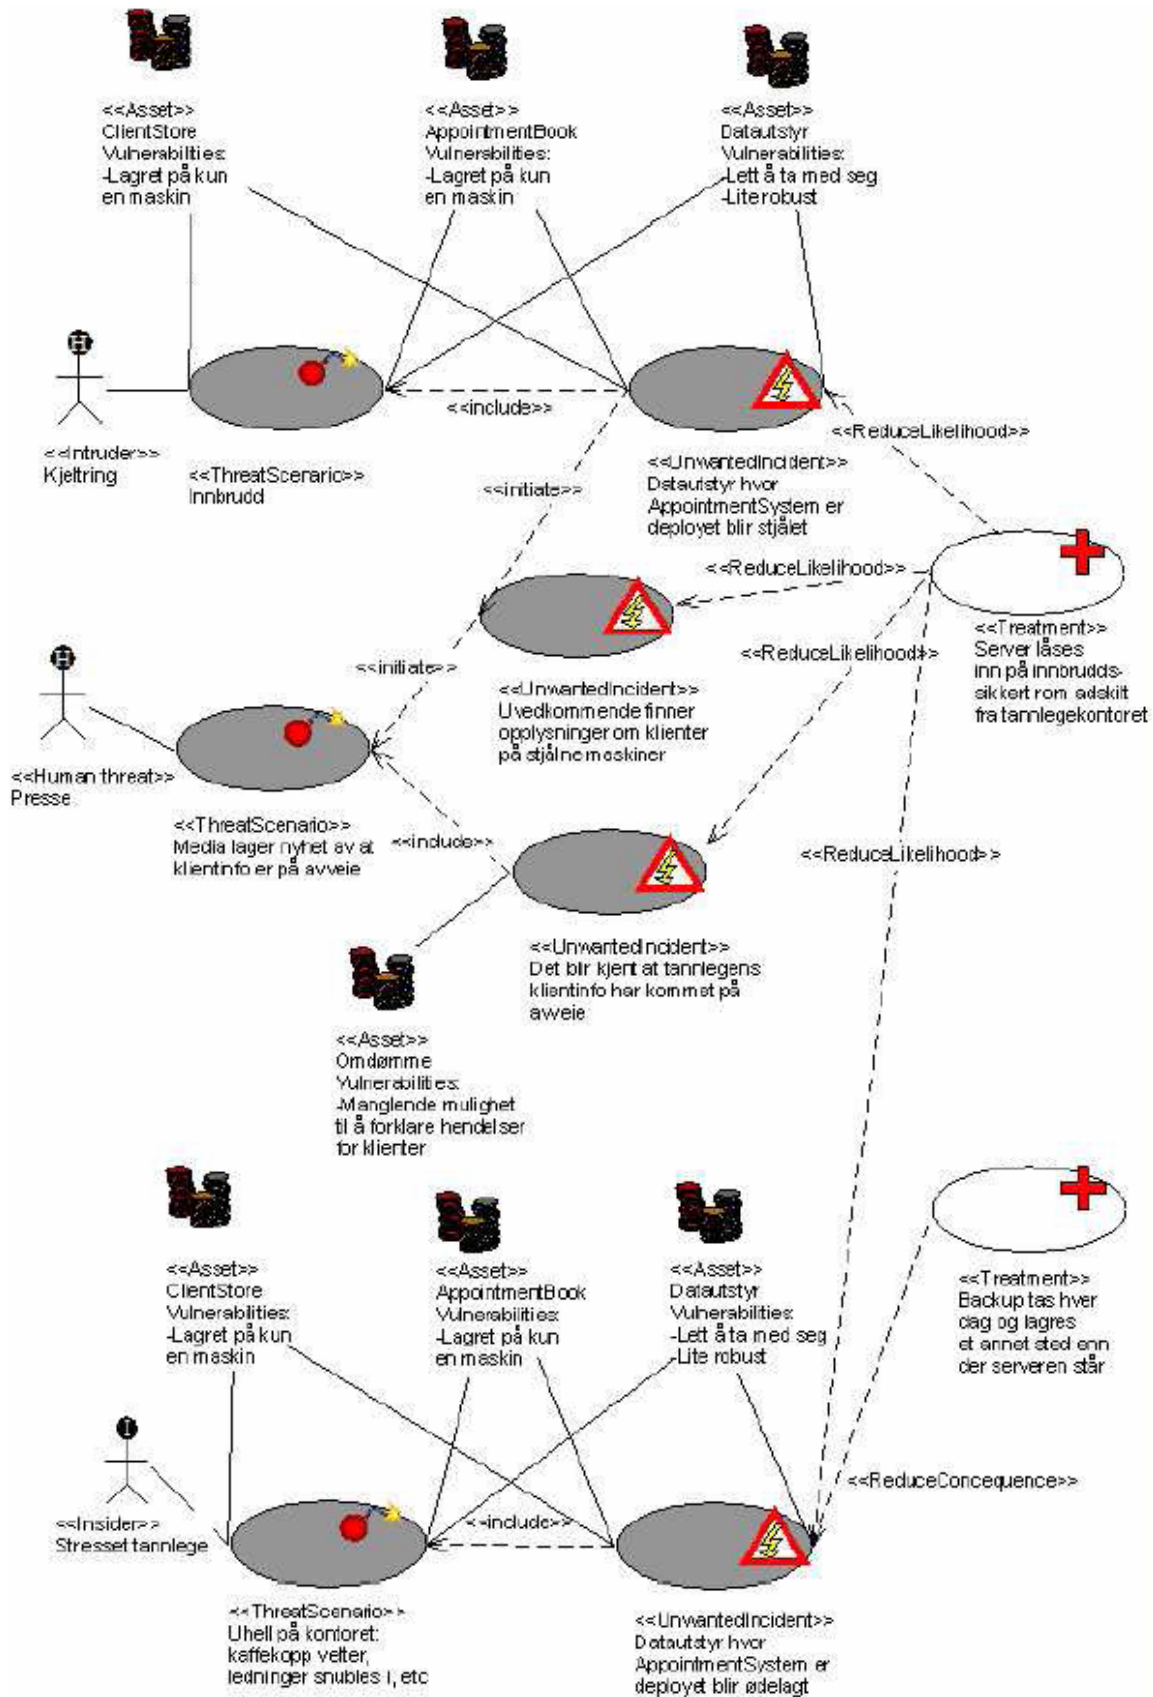 <<Asset>>
ClientStore
Vulnerabilities:
-Lagret på kun
en maskin
<<Asset>>
AppointmentBook
Vulnerabilities:
-Lagret på kun
en maskin
<<Asset>>
Datautstyr
Vulnerabilities:
-Lett å ta med seg
-Lite robust
H
<<Intruder>>
Kjeltring
<<ThreatScenario>>
Innbrudd
<<include>>
<<UnwantedIncident>>
Datautstyr hvor
AppointmentSystem er
deployet blir stjålet
<<ReduceLikelihood>>
<<initiate>>
<<ReduceLikelihood>>
<<Treatment>>
Server låses
inn på innbrudds-
sikkert rom adskilt
fra tannlegekontoret
<<ReduceLikelihood>>
<<initiate>>
<<UnwantedIncident>>
Uvedkommende finner
opplysninger om klienter
på stjålne maskiner
H
<<Human threat>>
Presse
<<ThreatScenario>>
Media lager nyhet av at
klientinfo er på avveie
<<include>>
<<ReduceLikelihood>>
<<UnwantedIncident>>
Det blir kjent at tannlegens
klientinfo har kommet på
avveie
<<Asset>>
Omdømme
Vulnerabilities:
-Manglende mulighet
til å forklare hendelser
for klienter
<<Asset>>
ClientStore
Vulnerabilities:
-Lagret på kun
en maskin
<<Asset>>
AppointmentBook
Vulnerabilities:
-Lagret på kun
en maskin
<<Asset>>
Datautstyr
Vulnerabilities:
-Lett å ta med seg
-Lite robust
<<Treatment>>
Backup tas hver
dag og lagres
et annet sted enn
der serveren står
I
<<Insider>>
Stresset tannlege
<<include>>
<<ReduceConcequence>>
<<ThreatScenario>>
Uhell på kontoret:
kaffekopp velter,
ledninger snubles i, etc
<<UnwantedIncident>>
Datautstyr hvor
AppointmentSystem er
deployet blir ødelagt